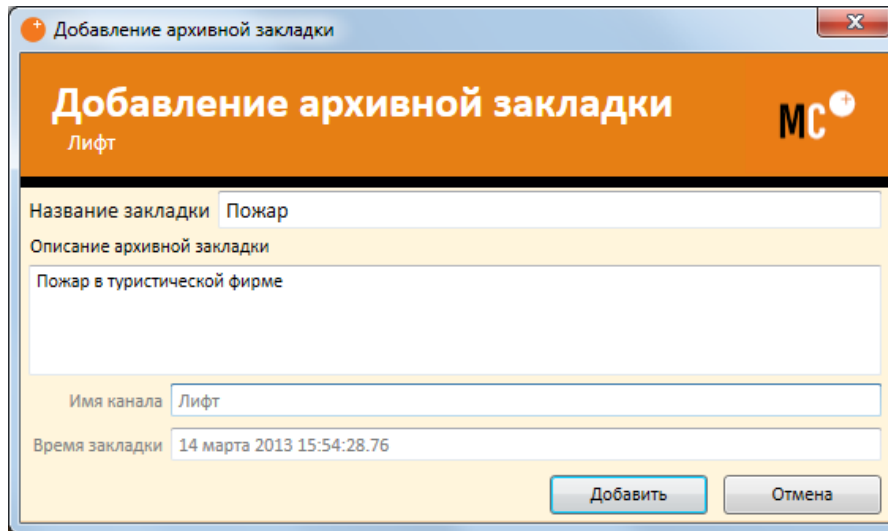 Добавление архивной закладки
Добавление архивной закладки
Лифт
МС+
Название закладки Пожар
Описание архивной закладки
Пожар в туристической фирме
Имя канала Лифт
Время закладки 14 марта 2013 15:54:28.76
Добавить Отмена